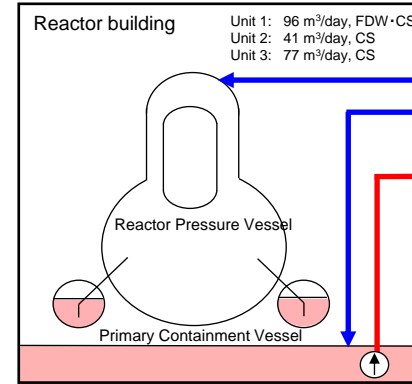 Reactor building
Unit 1: 96 m³/day, FDW・CS
Unit 2: 41 m³/day, CS
Unit 3: 77 m³/day, CS
Reactor Pressure Vessel
Primary Containment Vessel